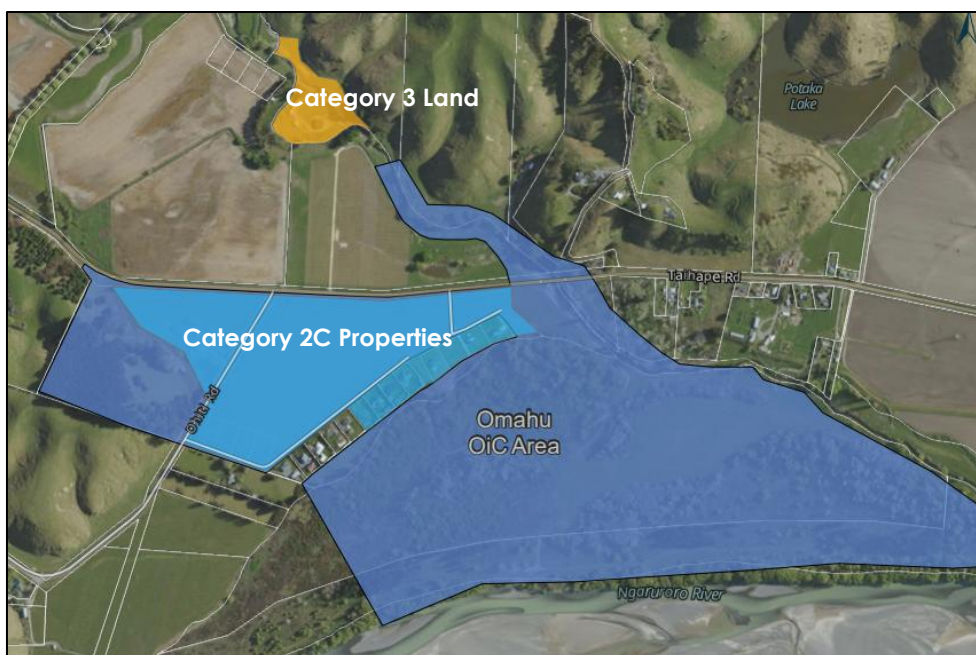 Category 3 Land
Potaka
Lake
Taihape Rd
Category 2C Properties
Ohiti Rd
Omahu
OiC Area
Ngaruroro River